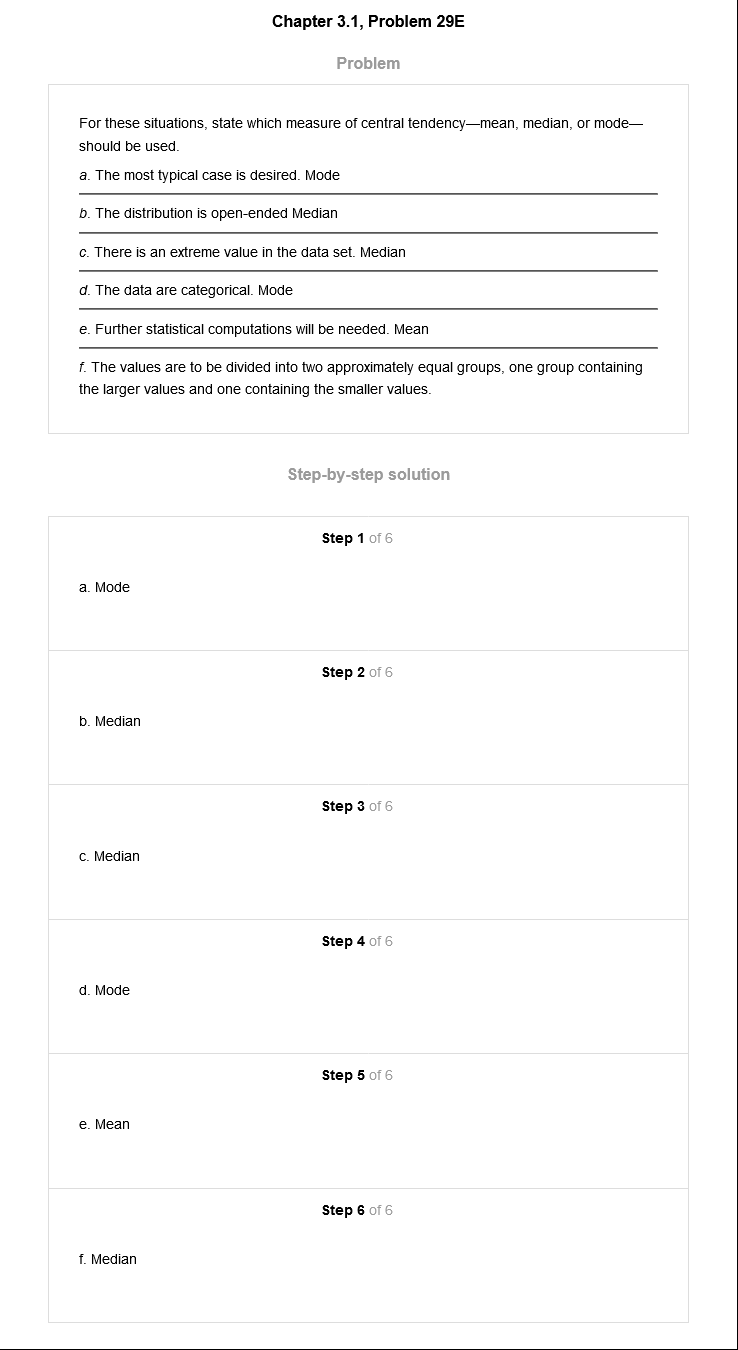 Chapter 3.1, Problem 29E
Problem
For these situations, state which measure of central tendency—mean, median, or mode—
should be used.
a. The most typical case is desired. Mode
b. The distribution is open-ended Median
c. There is an extreme value in the data set. Median
d. The data are categorical. Mode
e. Further statistical computations will be needed. Mean
f. The values are to be divided into two approximately equal groups, one group containing
the larger values and one containing the smaller values.
Step-by-step solution
Step 1 of 6
a. Mode
Step 2 of 6
b. Median
Step 3 of 6
c. Median
Step 4 of 6
d. Mode
Step 5 of 6
e. Mean
Step 6 of 6
f. Median